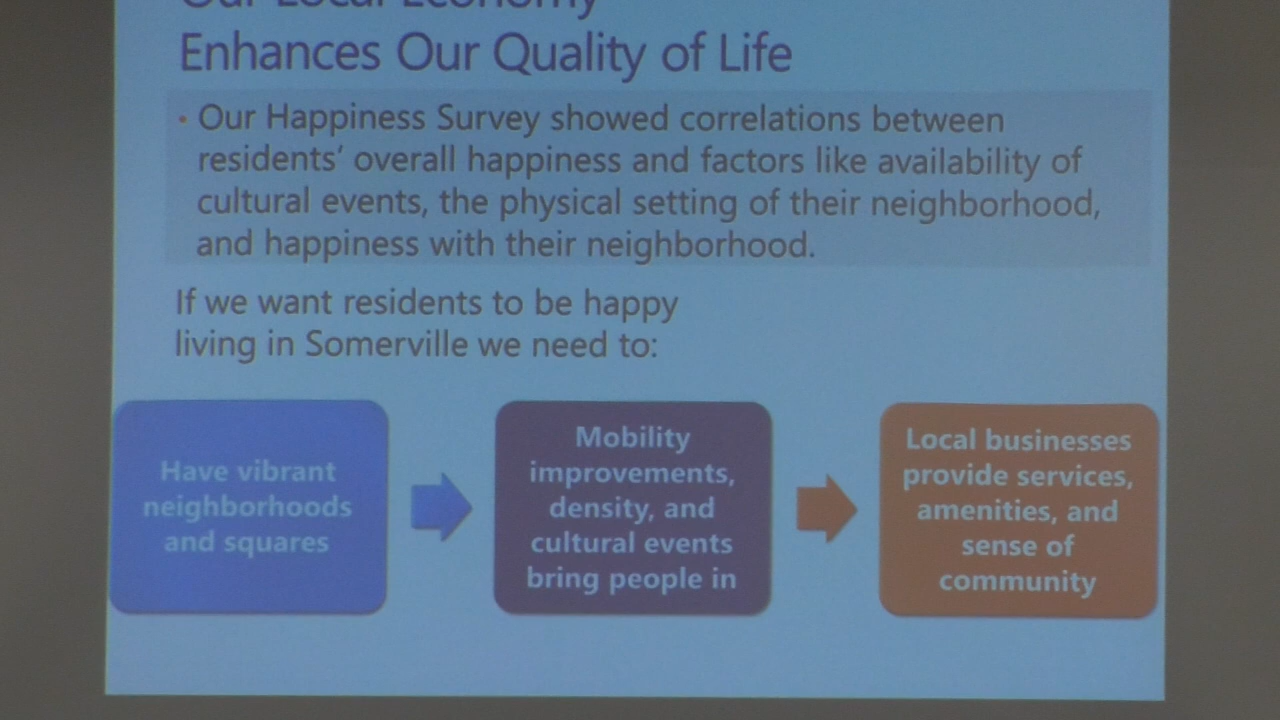 Our Local Economy
Enhances Our Quality of Life
• Our Happiness Survey showed correlations between
residents’ overall happiness and factors like availability of
cultural events, the physical setting of their neighborhood,
and happiness with their neighborhood.
If we want residents to be happy
living in Somerville we need to:
Have vibrant
neighborhoods
and squares
Mobility
improvements,
density, and
cultural events
bring people in
Local businesses
provide services,
amenities, and
sense of
community